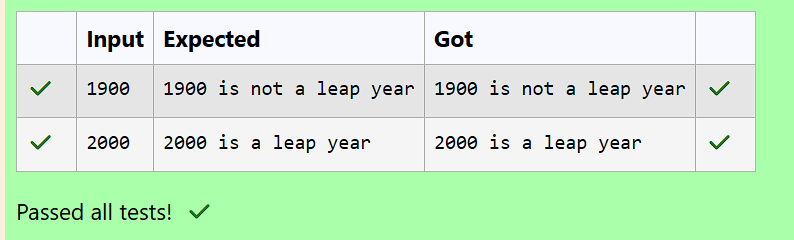 Input Expected Got
1900 1900 is not a leap year 1900 is not a leap year
2000 2000 is a leap year 2000 is a leap year
Passed all tests!